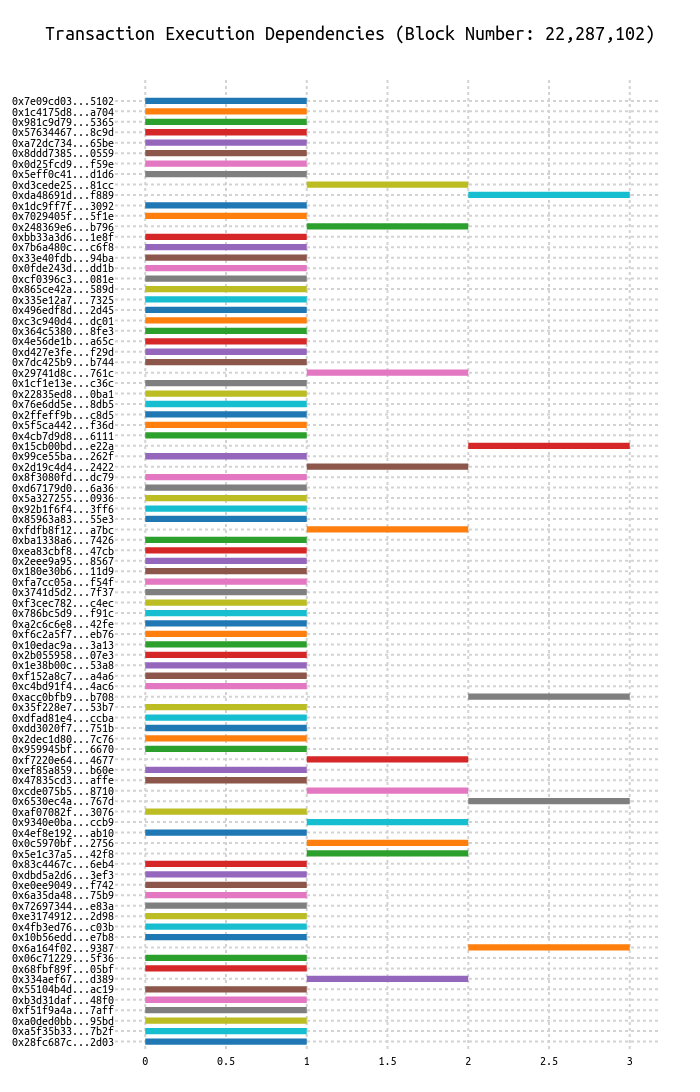 Transaction Execution Dependencies (Block Number: 22,287,102)
0x7e09cd03...5102
0x1c4175d8...a704
0x981c9d79...5365
0x57634467...8c9d
0xa72dc734...65be
0x8ddd7385...0559
0x0d25fcd9...f59e
0x5eff0c41...d1d6
0xd3cede25...81cc
0xda48691d...f889
0x1dc9ff7f...3092
0x7029405f...5f1e
0x248369e6...b796
0xbb33a3d6...1e8f
0x7b6a480c...c6f8
0x33e40fdb...94ba
0x0fde243d...dd1b
0xcf0396c3...081e
0x865ce42a...589d
0x335e12a7...7325
0x496edf8d...2d45
0xc3c940d4...dc01
0x364c5380...8fe3
0x4e56de1b...a65c
0xd427e3fe...f29d
0x7dc425b9...b744
0x29741d8c...761c
0x1cf1e13e...c36c
0x22835ed8...0ba1
0x76e6dd5e...8db5
0x2ffeff9b...c8d5
0x5f5ca442...f36d
0x4cb7d9d8...6111
0x15cb00bd...e22a
0x99ce55ba...262f
0x2d19c4d4...2422
0x8f3080fd...dc79
0xd67179d0...6a36
0x5a327255...0936
0x92b1f6f4...3ff6
0x85963a83...55e3
0xfdfb8f12...a7bc
0xba1338a6...7426
0xea83cbf8...47cb
0x2eee9a95...8567
0x180e30b6...11d9
0xfa7cc05a...f54f
0x3741d5d2...7f37
0xf3cec782...c4ec
0x786bc5d9...f91c
0xa2c6c6e8...42fe
0xf6c2a5f7...eb76
0x10edac9a...3a13
0x2b055958...07e3
0x1e38b00c...53a8
0xf152a8c7...a4a6
0xc4bd91f4...4ac6
0xacc0bfb9...b708
0x35f228e7...53b7
0xdfad81e4...ccba
0xdd3020f7...751b
0x2dec1d80...7c76
0x959945bf...6670
0xf7220e64...4677
0xef85a859...b60e
0x47835cd3...affe
0xcde075b5...8710
0x6530ec4a...767d
0xaf07082f...3076
0x9340e0ba...ccb9
0x4ef8e192...ab10
0x0c5970bf...2756
0x5e1c37a5...42f8
0x83c4467c...6eb4
0xdbd5a2d6...3ef3
0xe0ee9049...f742
0x6a35da48...75b9
0x72697344...e83a
0xe3174912...2d98
0x4fb3ed76...c03b
0x10b56edd...e7b8
0x6a164f02...9387
0x06c71229...5f36
0x68fbf89f...05bf
0x334aef67...d389
0x55104b4d...ac19
0xb3d31daf...48f0
0xf51f9a4a...7aff
0xa0ded0bb...95bd
0xa5f35b33...7b2f
0x28fc687c...2d03
0 0.5 1 1.5 2 2.5 3